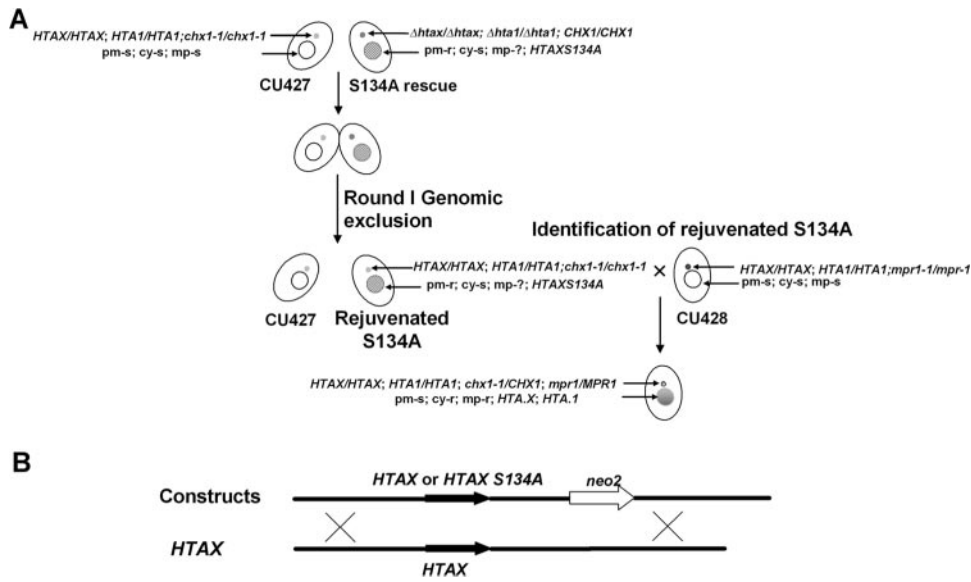 A
HTAX/HTAX; HTA1/HTA1;chx1-1/chx1-1
pm-s; cy-s; mp-s
CU427
Δhtax/Δhtax; Δhta1/Δhta1; CHX1/CHX1
pm-r; cy-s; mp-?; HTAXS134A
S134A rescue
Round I Genomic
exclusion
Identification of rejuvenated S134A
CU427
HTAX/HTAX; HTA1/HTA1;chx1-1/chx1-1
pm-r; cy-s; mp-?; HTAXS134A
Rejuvenated
S134A
×
HTAX/HTAX; HTA1/HTA1;mpr1-1/mpr-1
pm-s; cy-s; mp-s
CU428
HTAX/HTAX; HTA1/HTA1; chx1-1/CHX1; mpr1/MPR1
pm-s; cy-r; mp-r; HTA.X; HTA.1
B
HTAX or HTAX S134A
neo2
Constructs
HTAX
HTAX